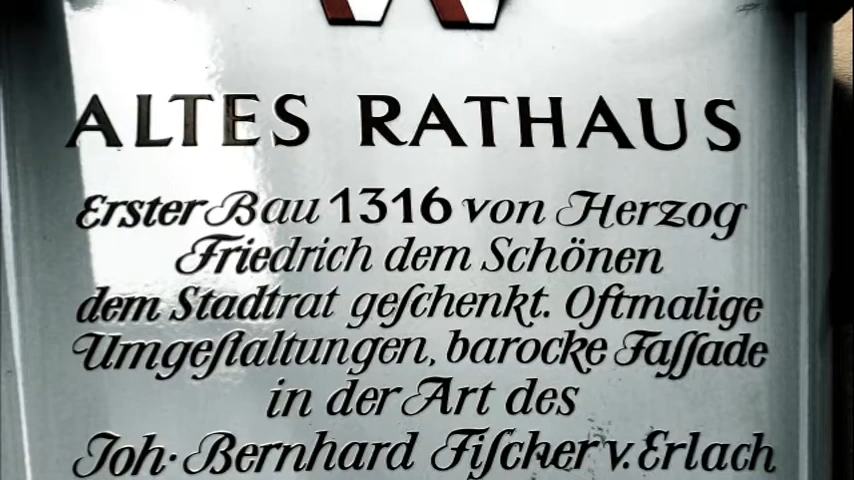 ALTES RATHAUS
Erster Bau 1316 von Herzog
Friedrich dem Schönen
dem Stadtrat geſchenkt. Oftmalige
Umgeſtaltungen, barocke Faſſade
in der Art des
Joh. Bernhard Fiſcher v. Erlach